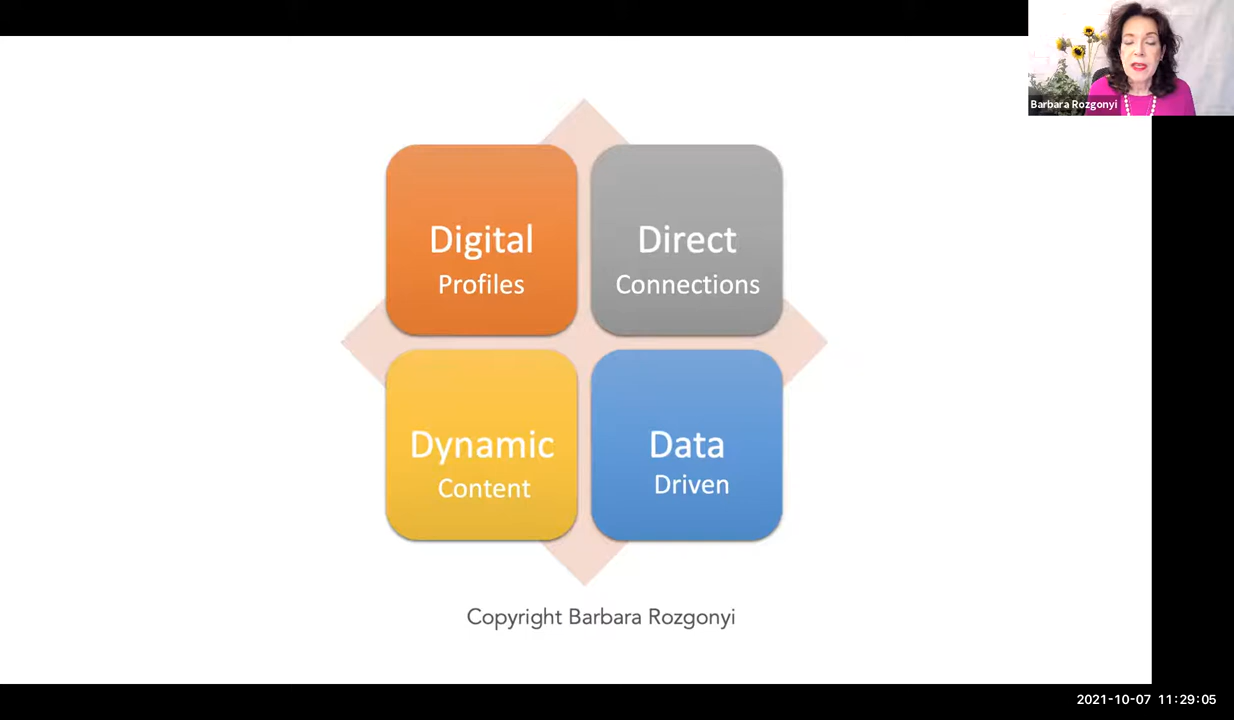 Barbara Rozgonyi
Digital
Profiles
Direct
Connections
Dynamic
Content
Data
Driven
Copyright Barbara Rozgonyi
2021-10-07 11:29:05